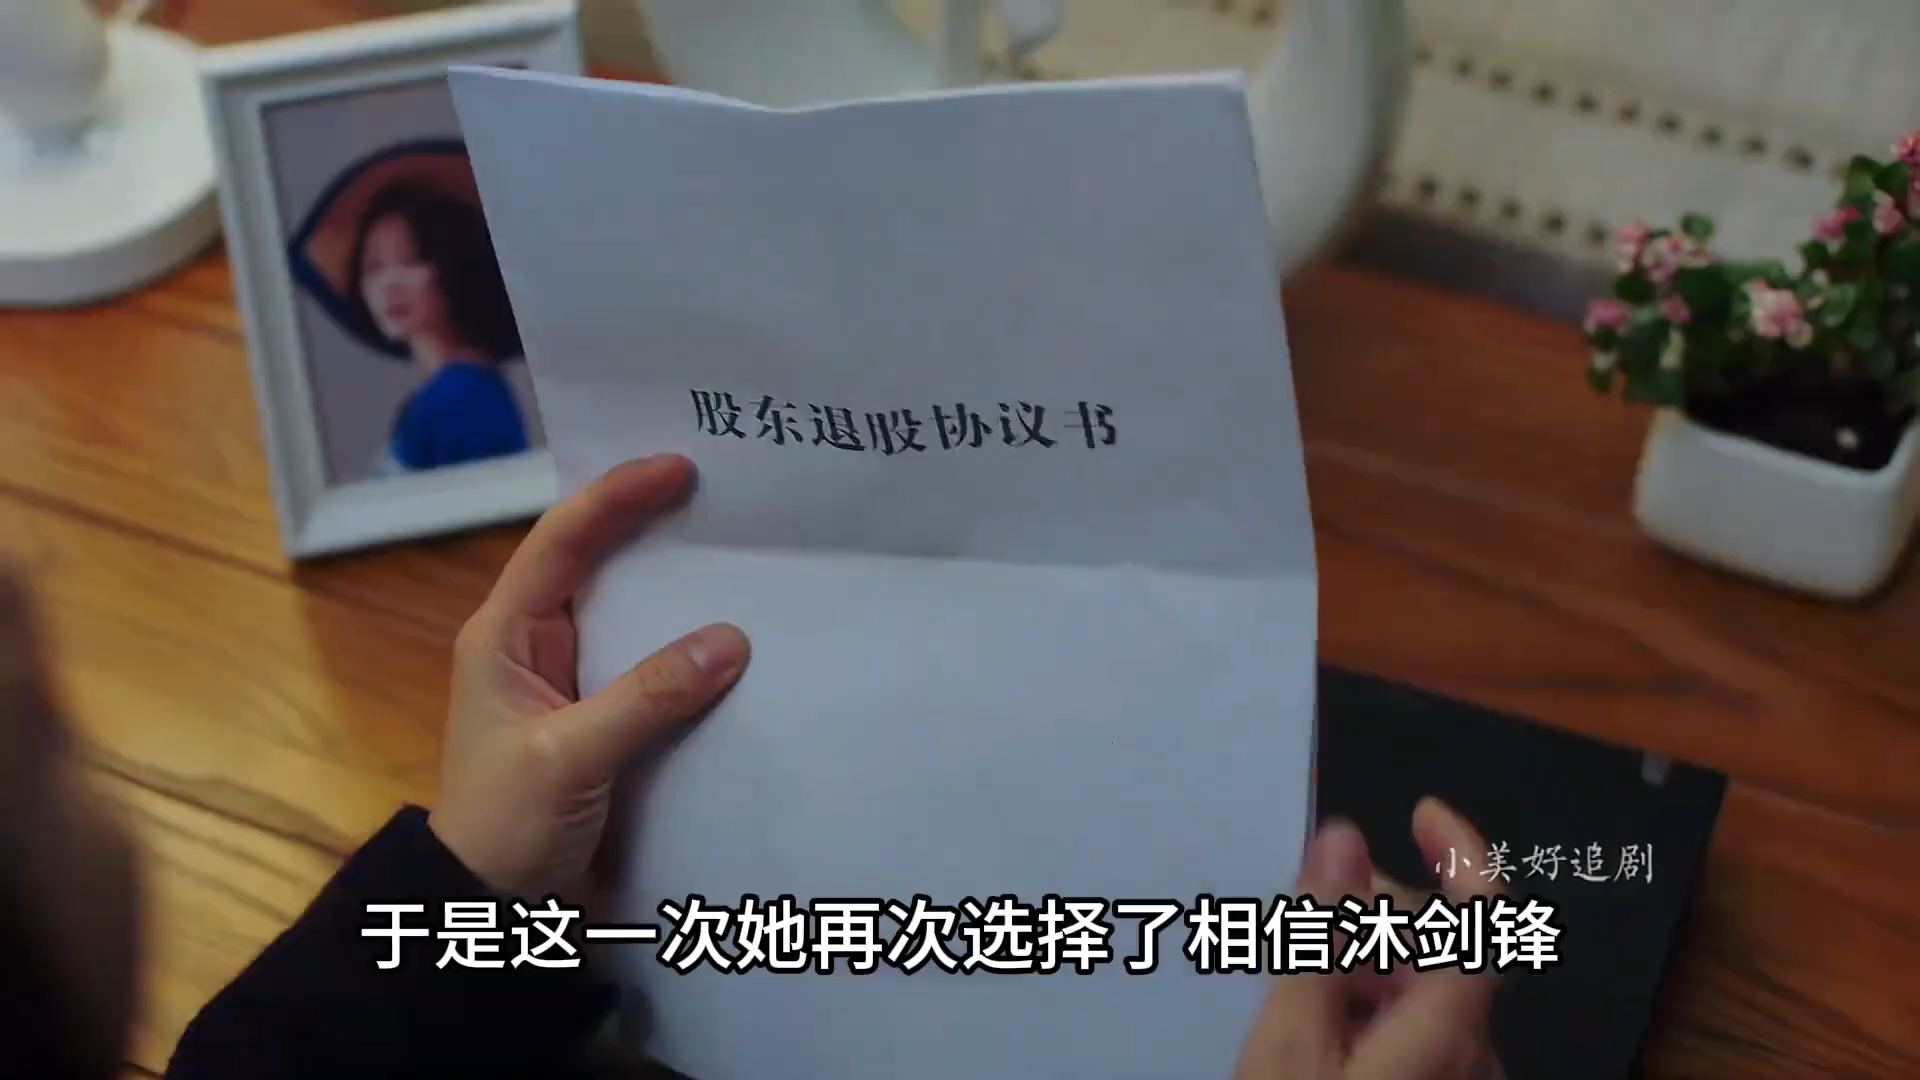 股东退股协议书
小美好追剧
于是这一次她再次选择了相信沐剑锋